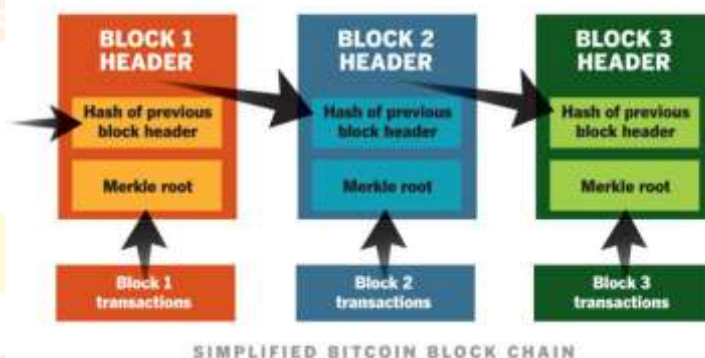 BLOCK 1
HEADER
Hash of previous
block header
Merkle root
Block 1
transactions
BLOCK 2
HEADER
Hash of previous
block header
Merkle root
Block 2
transactions
BLOCK 3
HEADER
Hash of previous
block header
Merkle root
Block 3
transactions
SIMPLIFIED BITCOIN BLOCK CHAIN